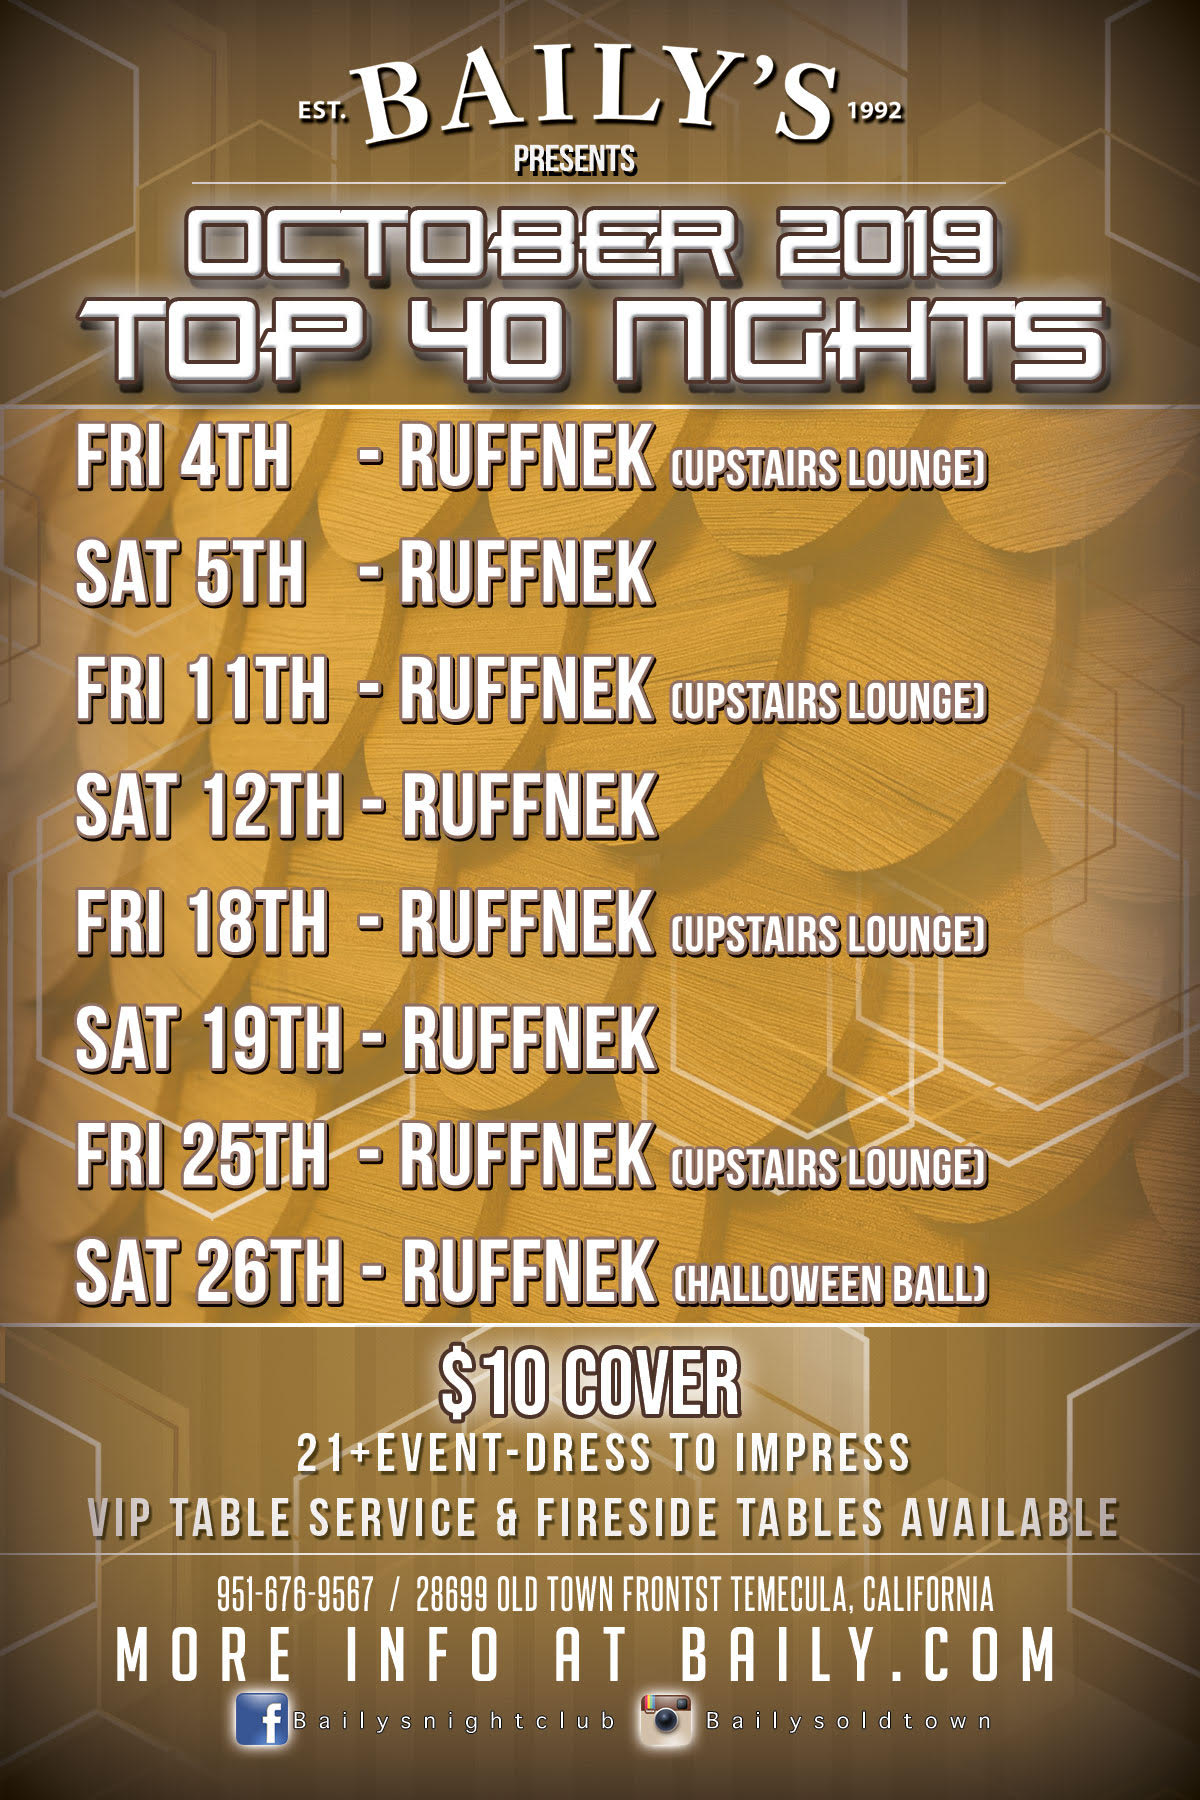 EST. BAILY'S 1992
PRESENTS
OCTOBER 2019
TOP 40 NIGHTS
FRI 4TH - RUFFNEK (UPSTAIRS LOUNGE)
SAT 5TH - RUFFNEK
FRI 11TH - RUFFNEK (UPSTAIRS LOUNGE)
SAT 12TH - RUFFNEK
FRI 18TH - RUFFNEK (UPSTAIRS LOUNGE)
SAT 19TH - RUFFNEK
FRI 25TH - RUFFNEK (UPSTAIRS LOUNGE)
SAT 26TH - RUFFNEK (HALLOWEEN BALL)
$10 COVER
21+EVENT-DRESS TO IMPRESS
VIP TABLE SERVICE & FIRESIDE TABLES AVAILABLE
951-676-9567 / 28699 OLD TOWN FRONTST TEMECULA, CALIFORNIA
MORE INFO AT BAILY.COM
f Bailysnightclub Bailysoldtown